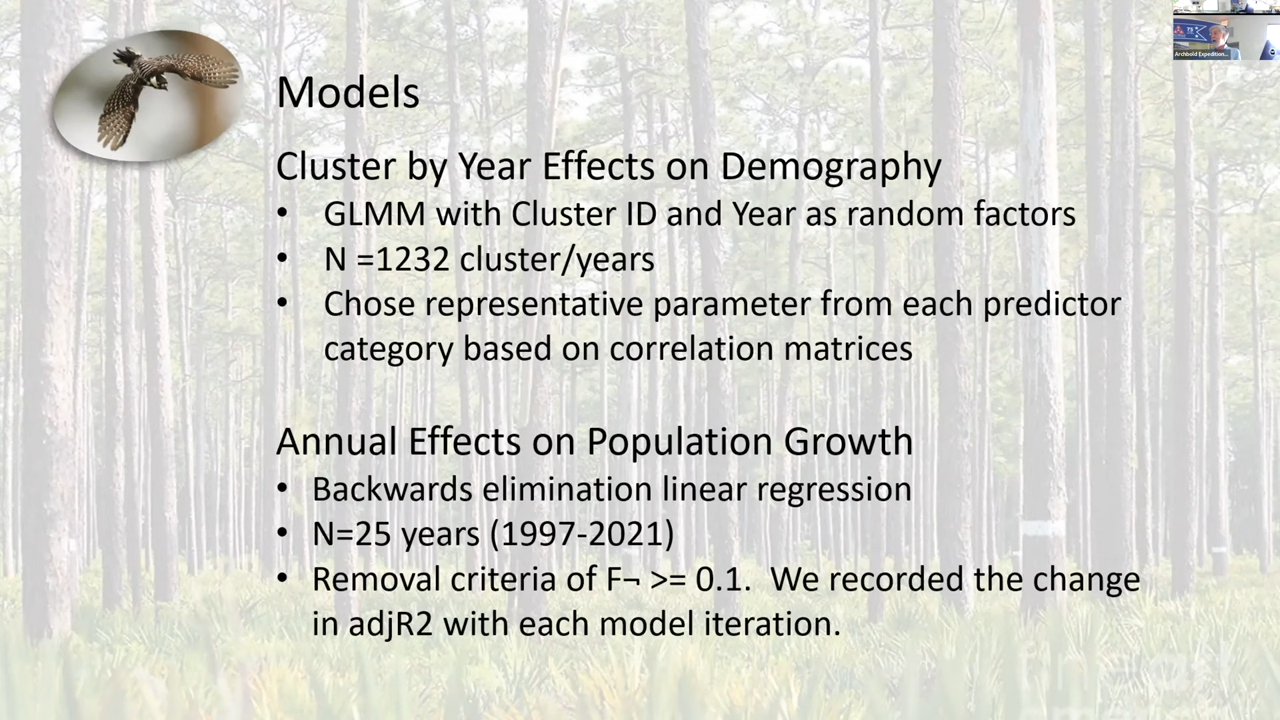 Archbold Expedition...
Models
Cluster by Year Effects on Demography
• GLMM with Cluster ID and Year as random factors
• N =1232 cluster/years
• Chose representative parameter from each predictor
category based on correlation matrices
Annual Effects on Population Growth
• Backwards elimination linear regression
• N=25 years (1997-2021)
• Removal criteria of F¬ >= 0.1.  We recorded the change
in adjR2 with each model iteration.